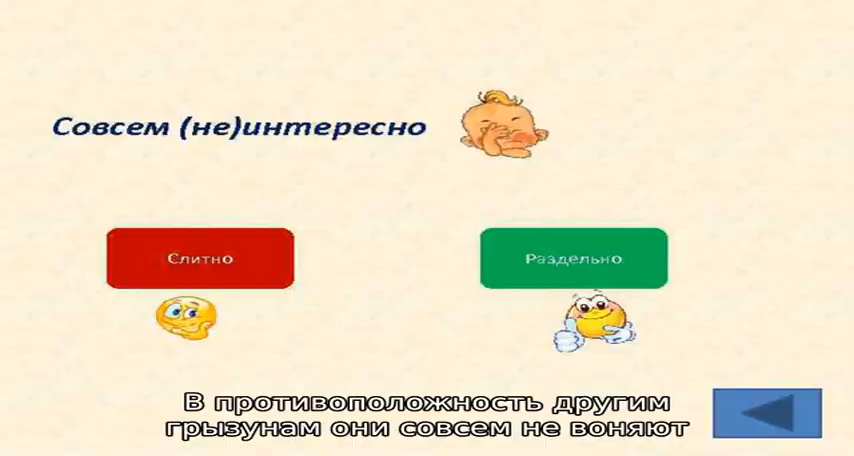 Совсем (не)интересно
Слитно
Раздельно
В противоположность другим
грызунам они совсем не воняют